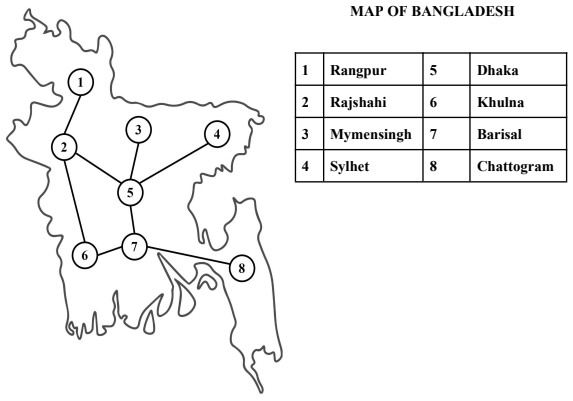 MAP OF BANGLADESH
1 Rangpur 5 Dhaka
2 Rajshahi 6 Khulna
3 Mymensingh 7 Barisal
4 Sylhet 8 Chattogram
1
2
3
4
5
6
7
8